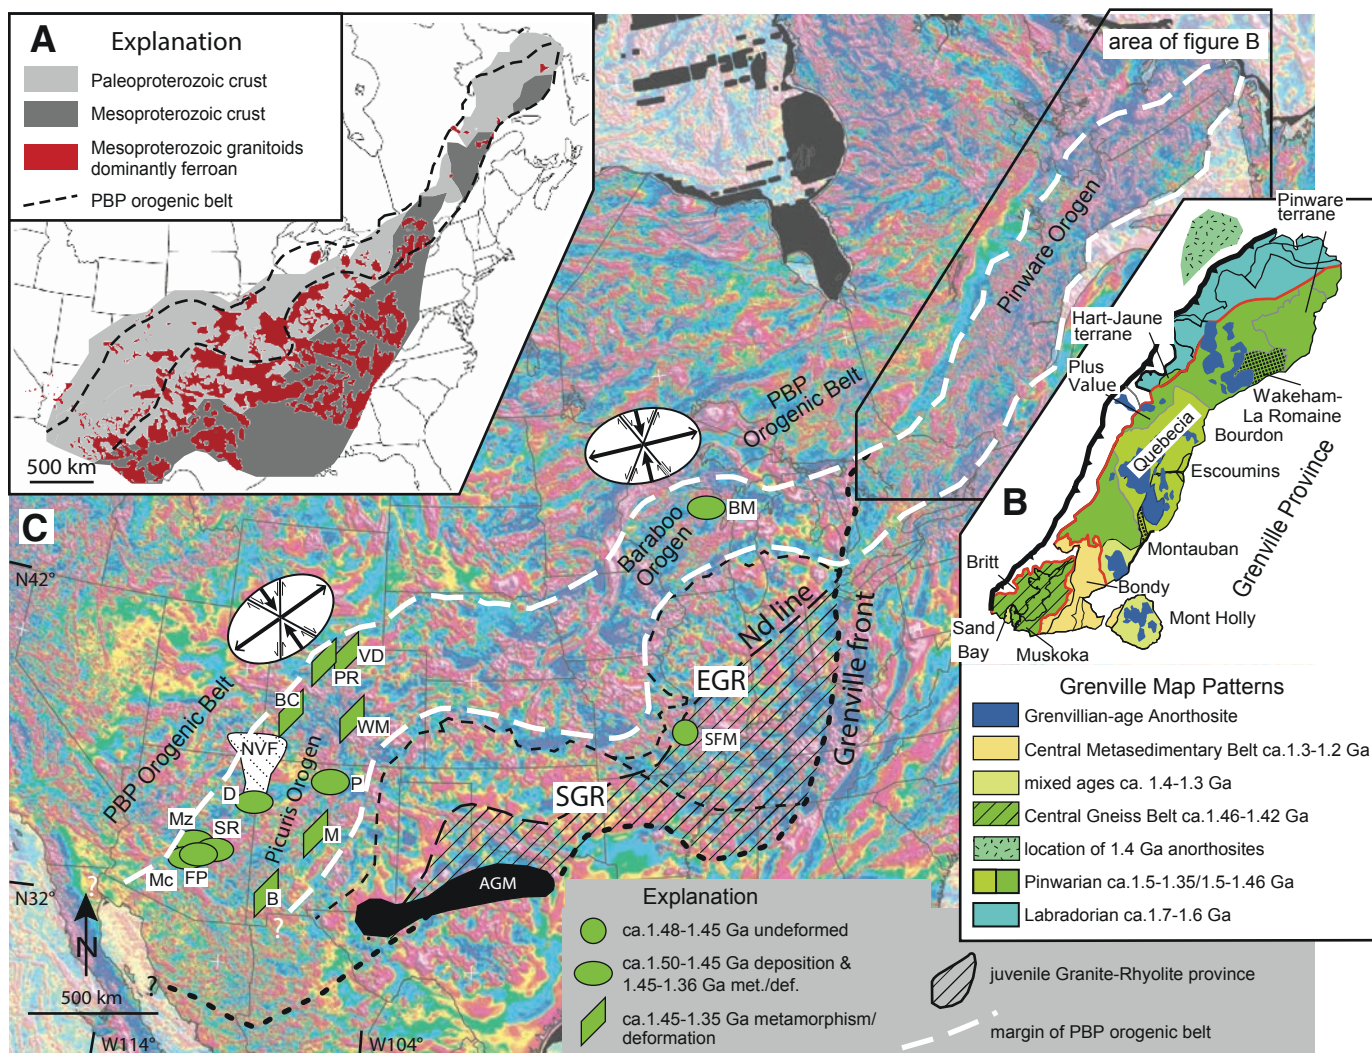 A
Explanation
Paleoproterozoic crust
Mesoproterozoic crust
Mesoproterozoic granitoids
dominantly ferroan
PBP orogenic belt
500 km
area of figure B
Pinware Orogen
PBP
Orogenic Belt
Baraboo
Orogen
BM
Pinware
terrane
Hart-Jaune
terrane
Plus
Value
Wakeham-
La Romaine
Bourdon
Quebecia
Escoumins
B
Montauban
Grenville Province
Britt
Bondy
Mont Holly
Sand
Bay
Muskoka
Grenville Map Patterns
Grenvillian-age Anorthosite
Central Metasedimentary Belt ca.1.3-1.2 Ga
mixed ages ca. 1.4-1.3 Ga
Central Gneiss Belt ca.1.46-1.42 Ga
location of 1.4 Ga anorthosites
Pinwarian ca.1.5-1.35/1.5-1.46 Ga
Labradorian ca.1.7-1.6 Ga
C
N42°
PBP Orogenic Belt
VD
PR
BC
WM
NVF
Picuris Orogen
D
P
Mz
SR
M
Mc
FP
B
Nd line
EGR
SFM
SGR
Grenville front
AGM
N32°
?
?
?
N
500 km
W114°
W104°
Explanation
ca.1.48-1.45 Ga undeformed
ca.1.50-1.45 Ga deposition &
1.45-1.36 Ga met./def.
ca.1.45-1.35 Ga metamorphism/
deformation
juvenile Granite-Rhyolite province
margin of PBP orogenic belt